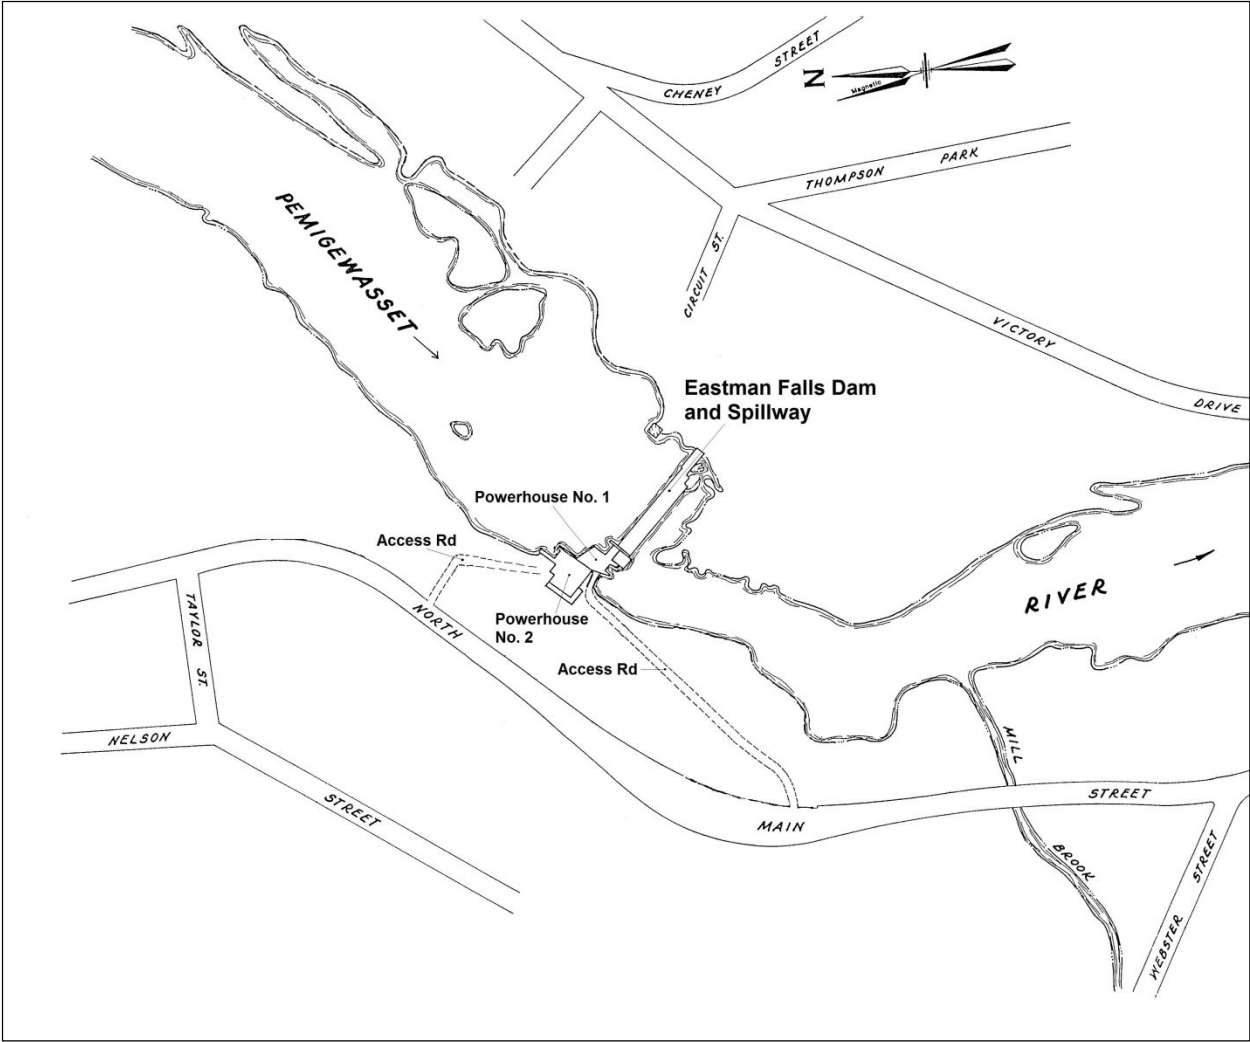 CHENEY STREET
N
Magnetic
THOMPSON PARK
PEMIGEWASSET
CIRCUIT ST.
VICTORY DRIVE
Eastman Falls Dam
and Spillway
Powerhouse No. 1
Access Rd
Powerhouse
No. 2
Access Rd
RIVER
TAYLOR ST.
NORTH MAIN STREET
NELSON STREET
MILL BROOK
WEBSTER STREET